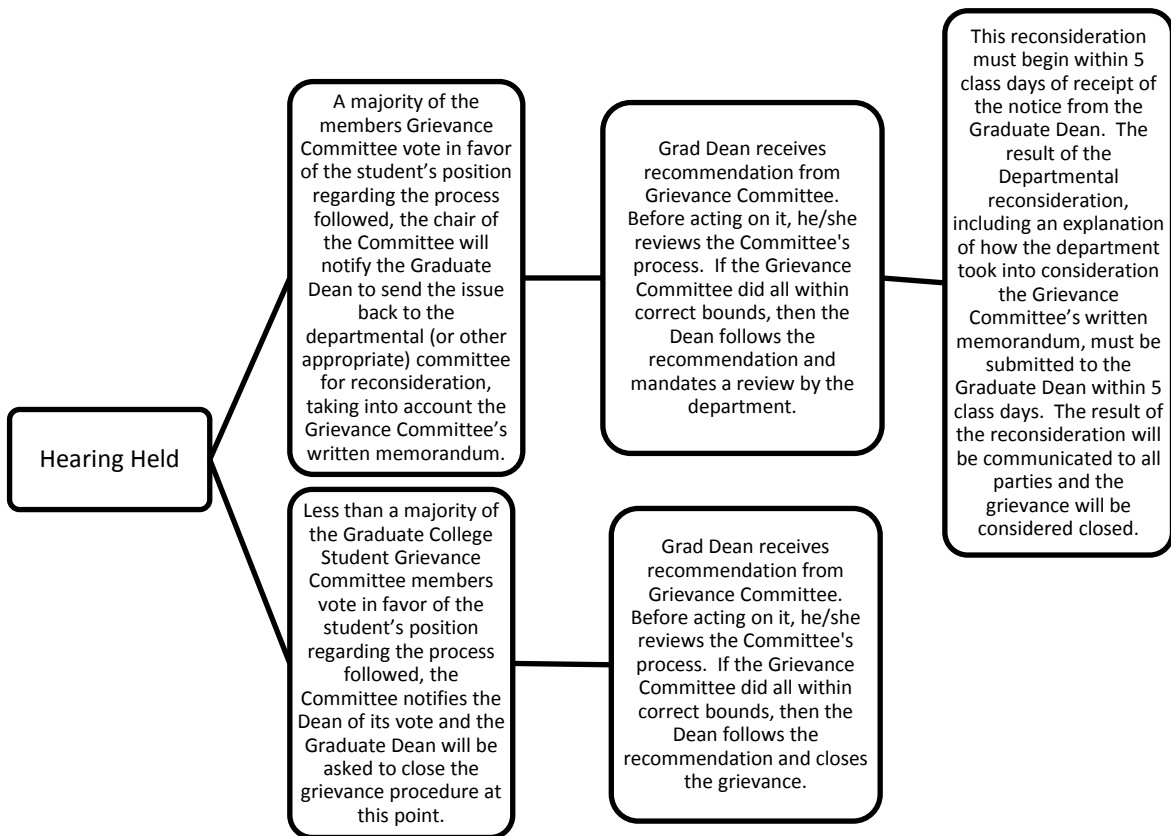 Hearing Held
A majority of the
members Grievance
Committee vote in favor
of the student’s position
regarding the process
followed, the chair of
the Committee will
notify the Graduate
Dean to send the issue
back to the
departmental (or other
appropriate) committee
for reconsideration,
taking into account the
Grievance Committee’s
written memorandum.
Grad Dean receives
recommendation from
Grievance Committee.
Before acting on it, he/she
reviews the Committee's
process.  If the Grievance
Committee did all within
correct bounds, then the
Dean follows the
recommendation and
mandates a review by the
department.
This reconsideration
must begin within 5
class days of receipt of
the notice from the
Graduate Dean.  The
result of the
Departmental
reconsideration,
including an explanation
of how the department
took into consideration
the Grievance
Committee’s written
memorandum, must be
submitted to the
Graduate Dean within 5
class days.  The result of
the reconsideration will
be communicated to all
parties and the
grievance will be
considered closed.
Less than a majority of
the Graduate College
Student Grievance
Committee members
vote in favor of the
student’s position
regarding the process
followed, the
Committee notifies the
Dean of its vote and the
Graduate Dean will be
asked to close the
grievance procedure at
this point.
Grad Dean receives
recommendation from
Grievance Committee.
Before acting on it, he/she
reviews the Committee's
process.  If the Grievance
Committee did all within
correct bounds, then the
Dean follows the
recommendation and closes
the grievance.